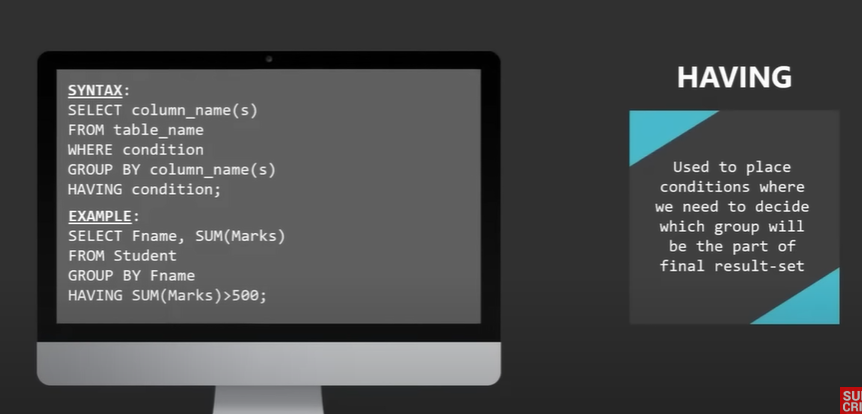 SYNTAX:
SELECT column_name(s)
FROM table_name
WHERE condition
GROUP BY column_name(s)
HAVING condition;
EXAMPLE:
SELECT Fname, SUM(Marks)
FROM Student
GROUP BY Fname
HAVING SUM(Marks)>500;
HAVING
Used to place
conditions where
we need to decide
which group will
be the part of
final result-set
SU
CRI